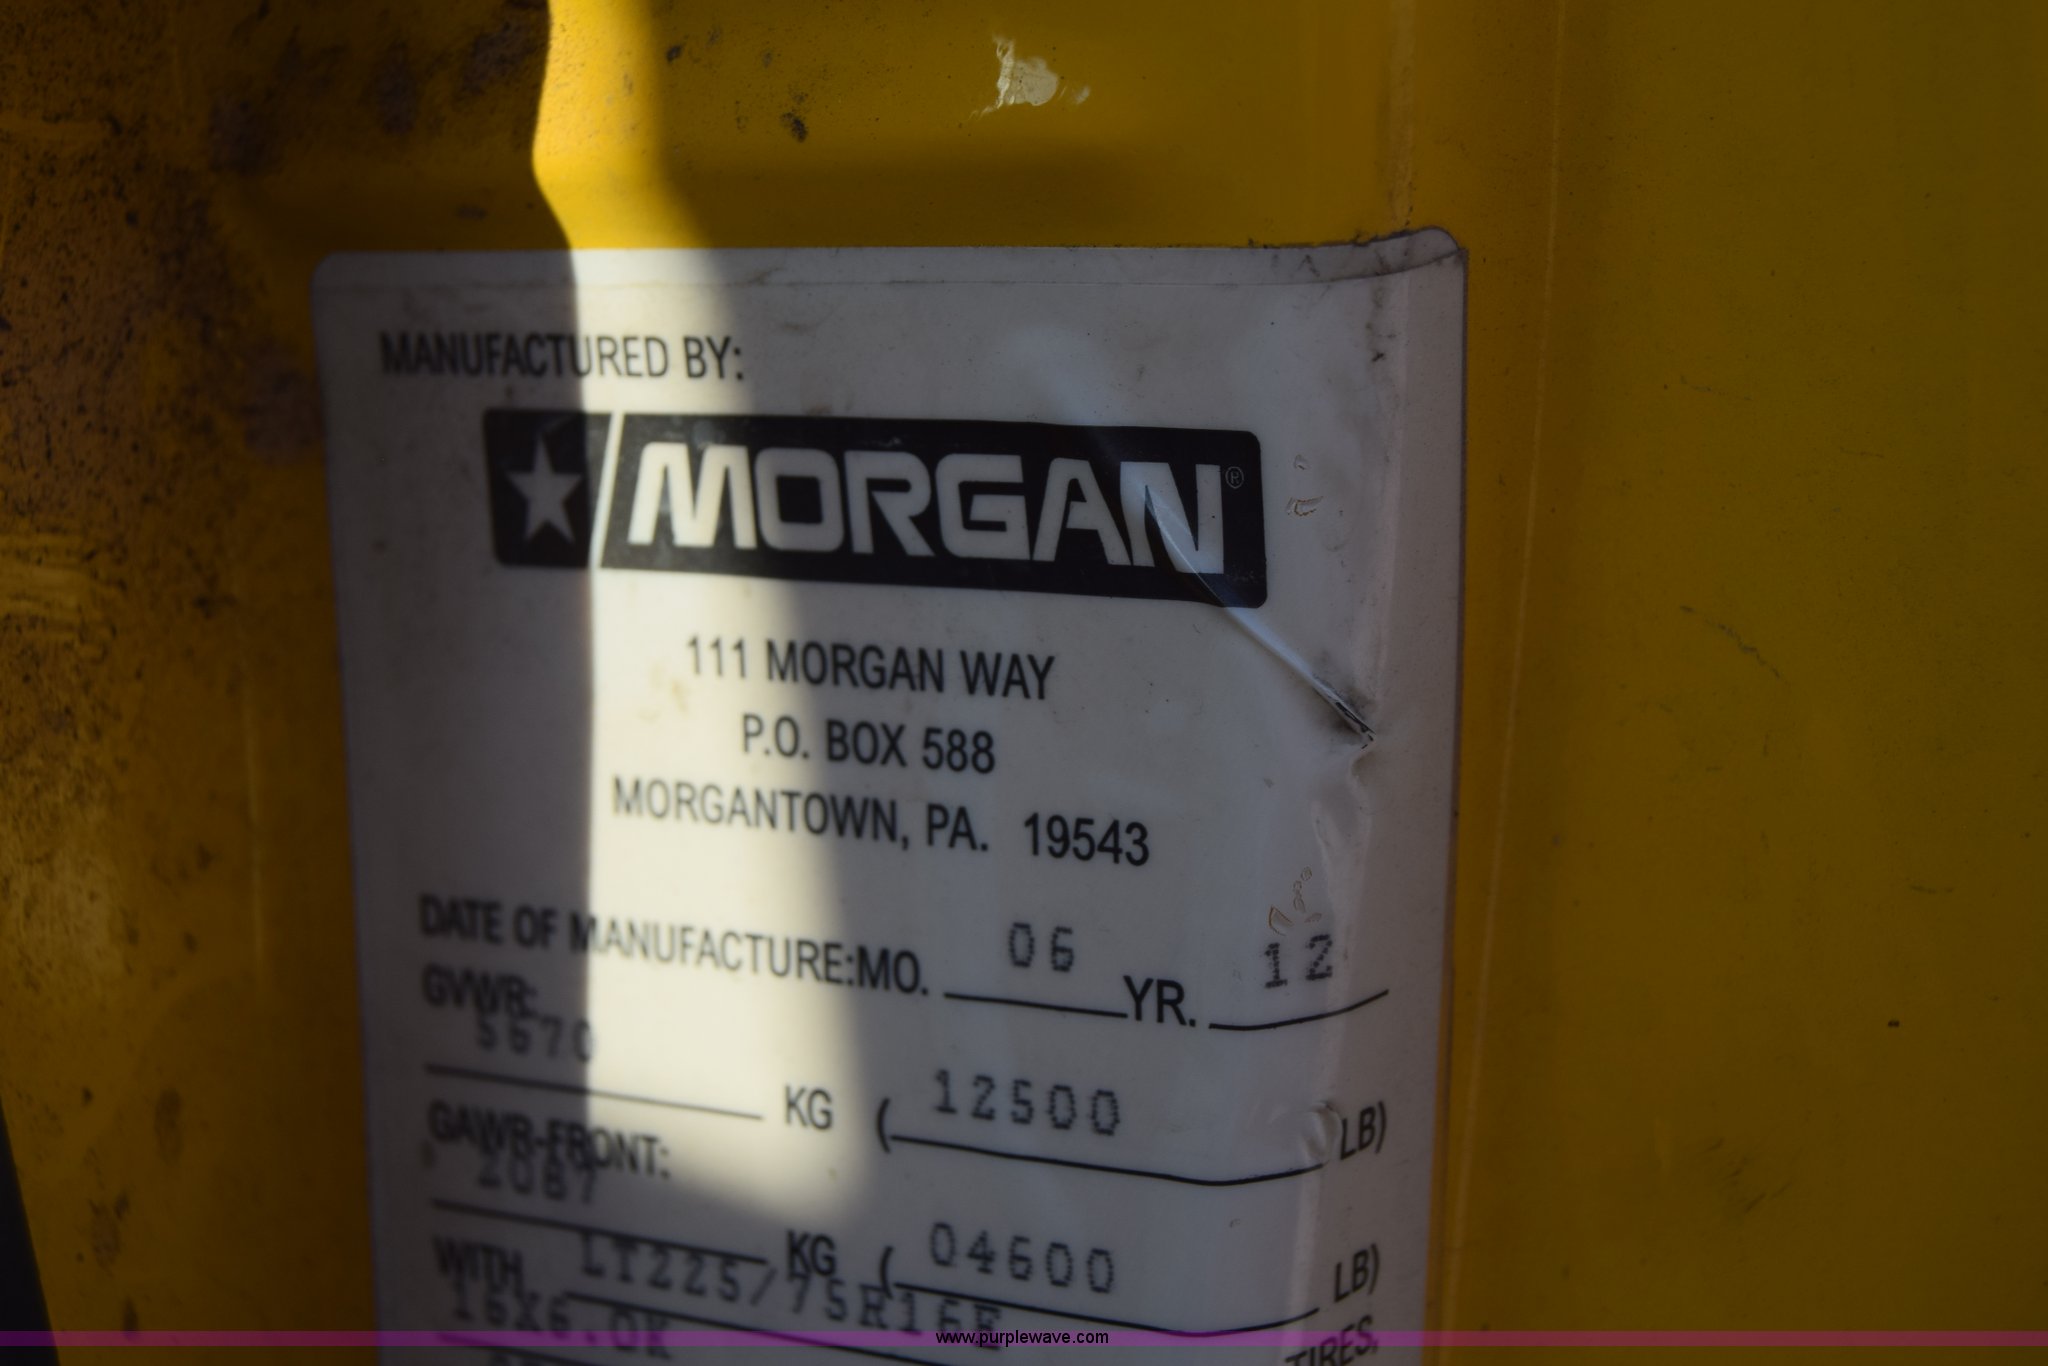 MANUFACTURED BY:
MORGAN®
111 MORGAN WAY
P.O. BOX 588
MORGANTOWN, PA. 19543
DATE OF MANUFACTURE:MO. 06 YR. 12
GVWR:
5670 KG (12500 LB)
GAWR-FRONT:
2087 KG (04600 LB)
WITH LT225/75R16E TIRES,
16X6.0K
www.purplewave.com